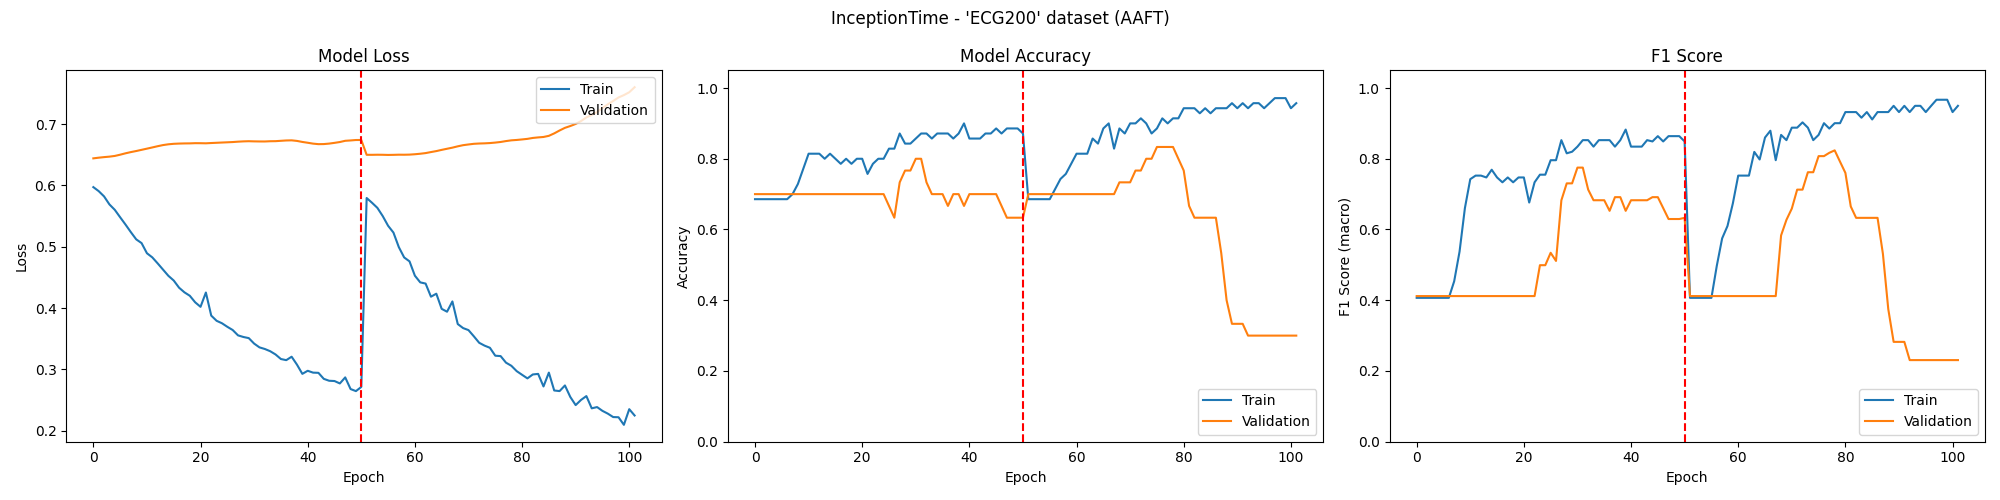 InceptionTime - 'ECG200' dataset (AAFT)
Model Loss
Loss
0.7
0.6
0.5
0.4
0.3
0.2
Train
Validation
0 20 40 60 80 100
Epoch
Model Accuracy
Accuracy
1.0
0.8
0.6
0.4
0.2
0.0
Train
Validation
0 20 40 60 80 100
Epoch
F1 Score
F1 Score (macro)
1.0
0.8
0.6
0.4
0.2
0.0
Train
Validation
0 20 40 60 80 100
Epoch